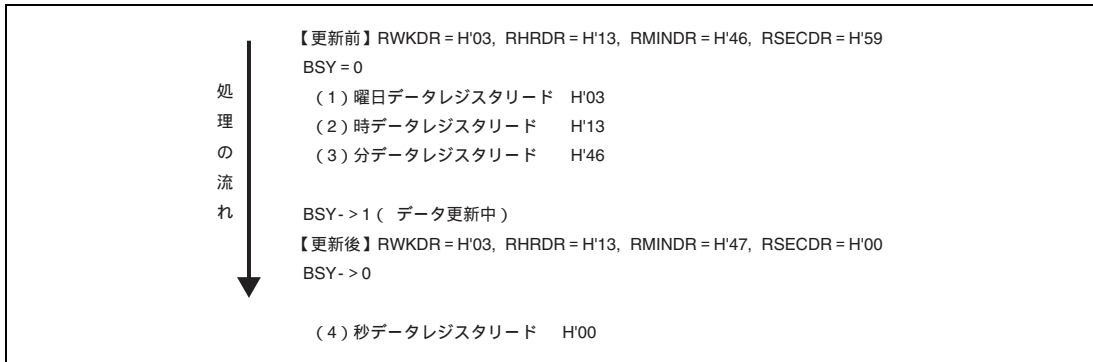 【更新前】RWKDR = H'03, RHRDR = H'13, RMINDR = H'46, RSECDR = H'59
BSY = 0
（1）曜日データレジスタリード H'03
（2）時データレジスタリード H'13
（3）分データレジスタリード H'46
処理の流れ
BSY- > 1（ データ更新中）
【更新後】RWKDR = H'03, RHRDR = H'13, RMINDR = H'47, RSECDR = H'00
BSY- > 0
（4）秒データレジスタリード H'00